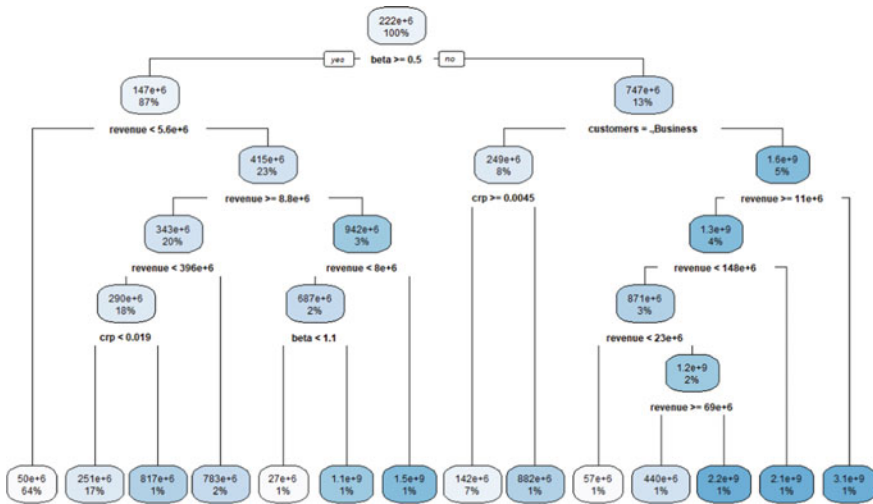 222e+6
100%
yes
beta >= 0.5
no
147e+6
87%
747e+6
13%
revenue < 5.6e+6
customers = .,Business
415e+6
23%
249e+6
8%
1.6e+9
5%
revenue >= 8.8e+6
crp >= 0.0045
revenue >= 11e+6
343e+6
20%
942e+6
3%
1.3e+9
4%
revenue < 396e+6
revenue < 8e+6
revenue < 148e+6
290e+6
18%
687e+6
2%
871e+6
3%
crp < 0.019
beta < 1.1
revenue < 23e+6
1.2e+9
2%
revenue >= 69e+6
50e+6
64%
251e+6
17%
817e+6
1%
783e+6
2%
27e+6
1%
1.1e+9
1%
1.5e+9
1%
142e+6
7%
882e+6
1%
57e+6
1%
440e+6
1%
2.2e+9
1%
2.1e+9
1%
3.1e+9
1%